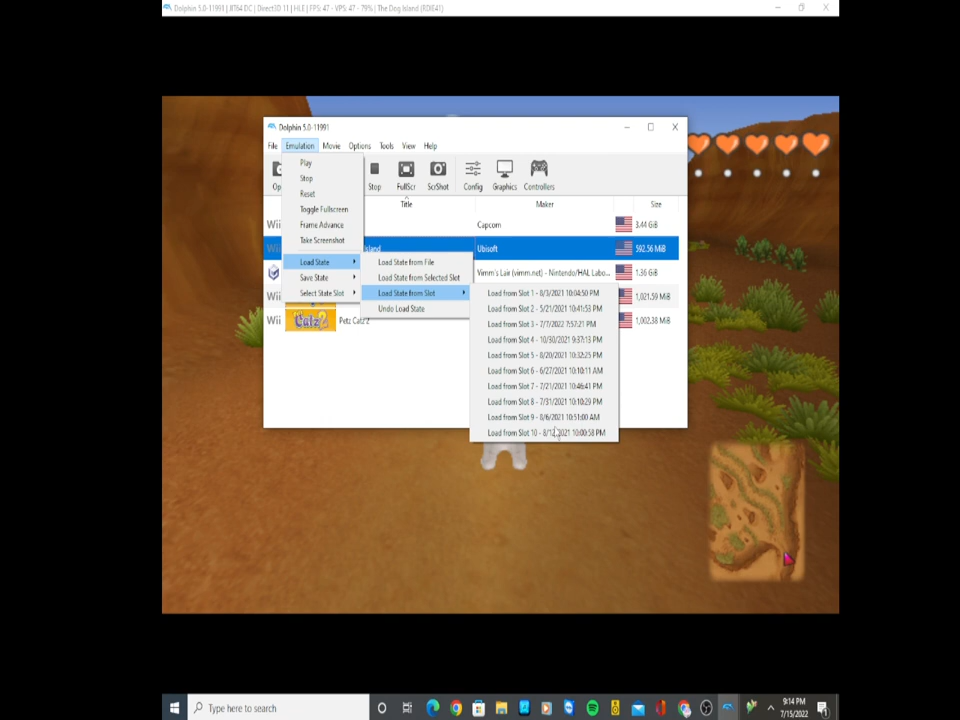 Dolphin 5.0-11991 | JIT64 DC | Direct3D 11 | HLE | FPS: 47 - VPS: 47 - 79% | The Dog Island (RDIE41)
Dolphin 5.0-11991
File Emulation Movie Options Tools View Help
Play
Stop
Reset
Toggle Fullscreen
Frame Advance
Take Screenshot
Load State
Save State
Select State Slot
Op
Stop FullScr ScrShot Config Graphics Controllers
Title Maker Size
Wii Capcom 3.44 GiB
Wii Island Ubisoft 592.56 MiB
Vimm's Lair (vimm.net) - Nintendo/HAL Labo... 1.36 GiB
Wii 1,021.59 MiB
Wii Catz 2 Petz Catz 2 1,002.38 MiB
Load State from File
Load State from Selected Slot
Load State from Slot
Undo Load State
Load from Slot 1 - 8/3/2021 10:04:50 PM
Load from Slot 2 - 5/21/2021 10:41:53 PM
Load from Slot 3 - 7/7/2022 7:57:21 PM
Load from Slot 4 - 10/30/2021 9:37:13 PM
Load from Slot 5 - 8/20/2021 10:32:25 PM
Load from Slot 6 - 6/27/2021 10:10:11 AM
Load from Slot 7 - 7/21/2021 10:46:41 PM
Load from Slot 8 - 7/31/2021 10:10:29 PM
Load from Slot 9 - 8/6/2021 10:51:00 AM
Load from Slot 10 - 8/12/2021 10:00:58 PM
Type here to search
9:14 PM
7/15/2022